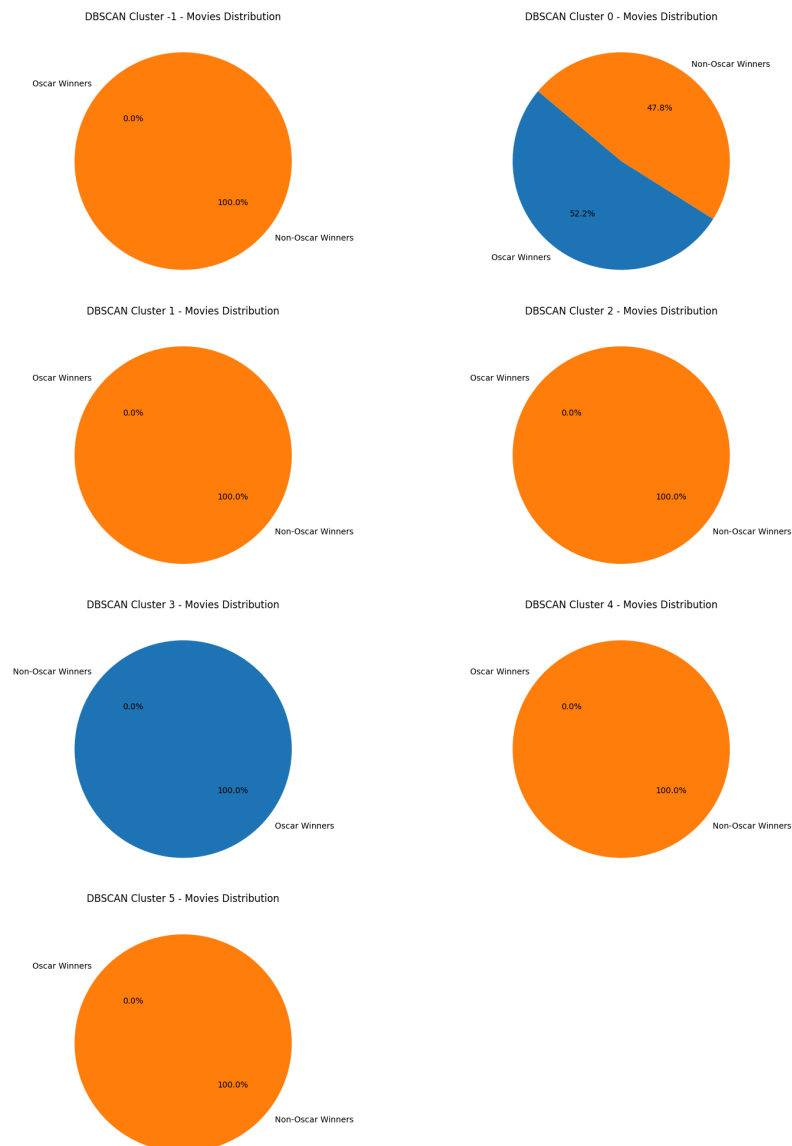 DBSCAN Cluster -1 - Movies Distribution
Oscar Winners
0.0%
100.0%
Non-Oscar Winners
DBSCAN Cluster 0 - Movies Distribution
Non-Oscar Winners
47.8%
52.2%
Oscar Winners
DBSCAN Cluster 1 - Movies Distribution
Oscar Winners
0.0%
100.0%
Non-Oscar Winners
DBSCAN Cluster 2 - Movies Distribution
Oscar Winners
0.0%
100.0%
Non-Oscar Winners
DBSCAN Cluster 3 - Movies Distribution
Non-Oscar Winners
0.0%
100.0%
Oscar Winners
DBSCAN Cluster 4 - Movies Distribution
Oscar Winners
0.0%
100.0%
Non-Oscar Winners
DBSCAN Cluster 5 - Movies Distribution
Oscar Winners
0.0%
100.0%
Non-Oscar Winners